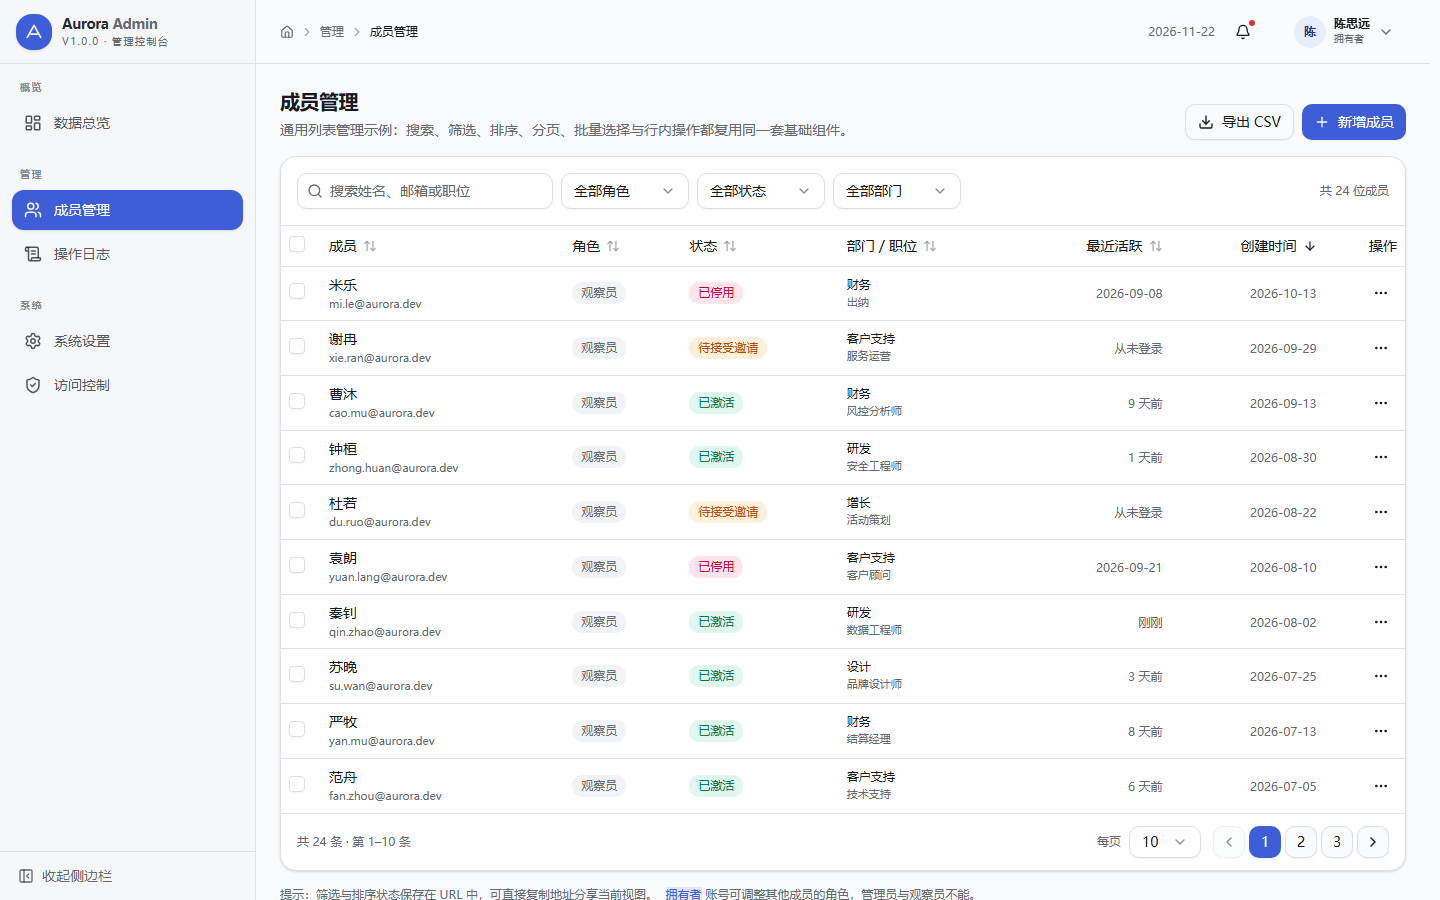 Aurora Admin
V1.0.0 · 管理控制台
概览
数据总览
管理
成员管理
操作日志
系统
系统设置
访问控制
收起侧边栏
管理
成员管理
2026-11-22
陈
陈思远
拥有者
成员管理
通用列表管理示例：搜索、筛选、排序、分页、批量选择与行内操作都复用同一套基础组件。
导出 CSV
新增成员
搜索姓名、邮箱或职位
全部角色
全部状态
全部部门
共 24 位成员
成员 角色 状态 部门 / 职位 最近活跃 创建时间 操作
米乐
mi.le@aurora.dev
观察员
已停用
财务
出纳
2026-09-08
2026-10-13
谢冉
xie.ran@aurora.dev
观察员
待接受邀请
客户支持
服务运营
从未登录
2026-09-29
曹沐
cao.mu@aurora.dev
观察员
已激活
财务
风控分析师
9 天前
2026-09-13
钟桓
zhong.huan@aurora.dev
观察员
已激活
研发
安全工程师
1 天前
2026-08-30
杜若
du.ruo@aurora.dev
观察员
待接受邀请
增长
活动策划
从未登录
2026-08-22
袁朗
yuan.lang@aurora.dev
观察员
已停用
客户支持
客户顾问
2026-09-21
2026-08-10
秦钊
qin.zhao@aurora.dev
观察员
已激活
研发
数据工程师
刚刚
2026-08-02
苏晚
su.wan@aurora.dev
观察员
已激活
设计
品牌设计师
3 天前
2026-07-25
严牧
yan.mu@aurora.dev
观察员
已激活
财务
结算经理
8 天前
2026-07-13
范舟
fan.zhou@aurora.dev
观察员
已激活
客户支持
技术支持
6 天前
2026-07-05
共 24 条 · 第 1–10 条
每页 10 1 2 3
提示：筛选与排序状态保存在 URL 中，可直接复制地址分享当前视图。 拥有者 账号可调整其他成员的角色，管理员与观察员不能。